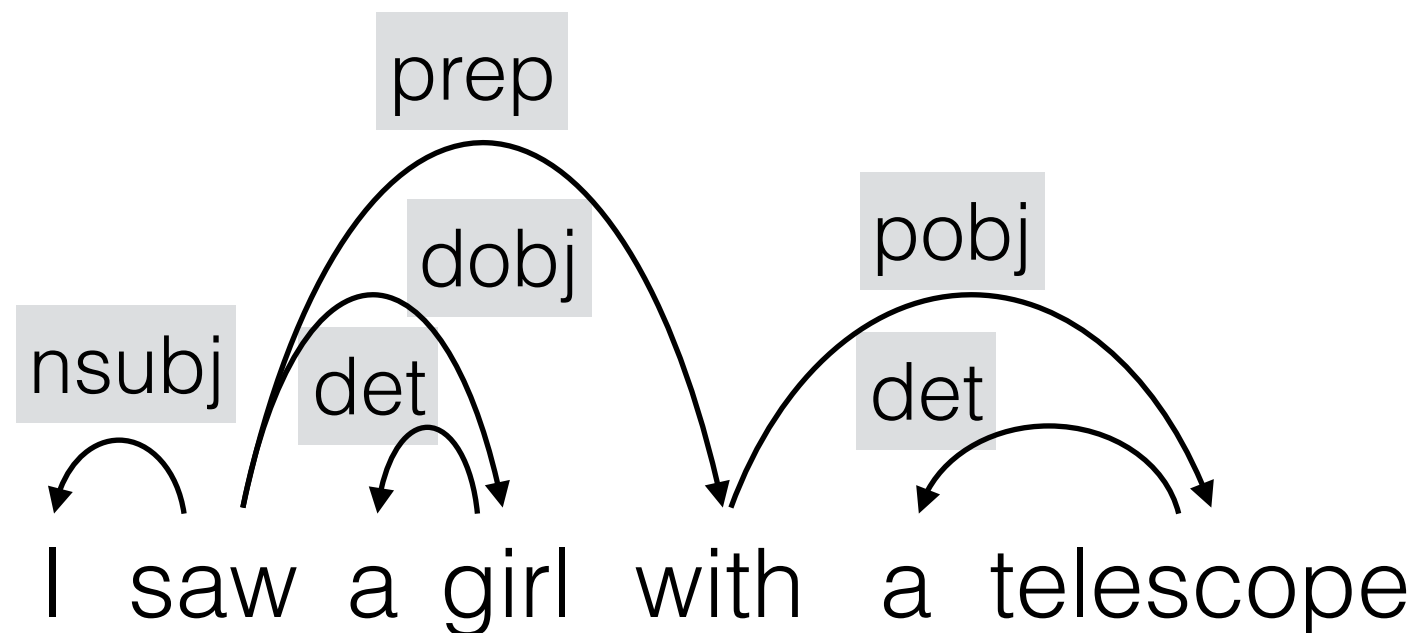 prep
pobj
dobj
nsubj
det
det
I saw a girl with a telescope